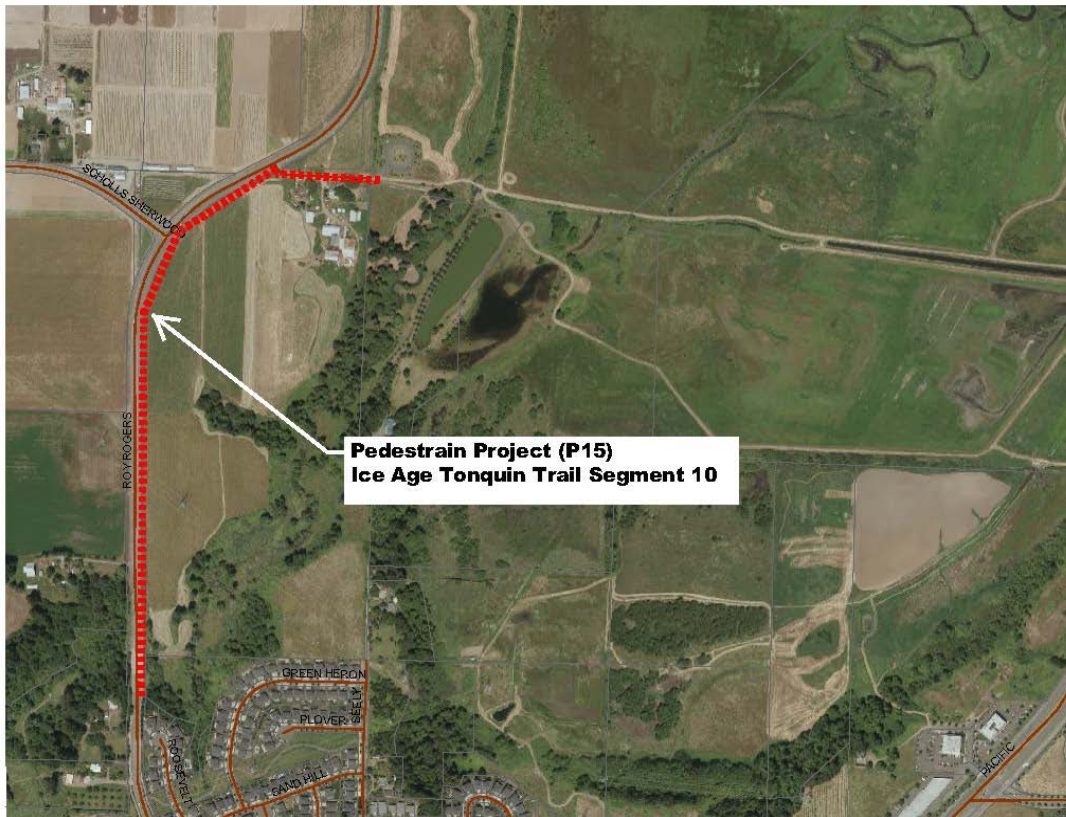 SCHOLLS SHERWOOD
ROY ROGERS
Pedestrain Project (P15)
Ice Age Tonquin Trail Segment 10
GREEN HERON
PLOVER
SEELY
ROOSEVELT
SAND HILL
PACIFIC